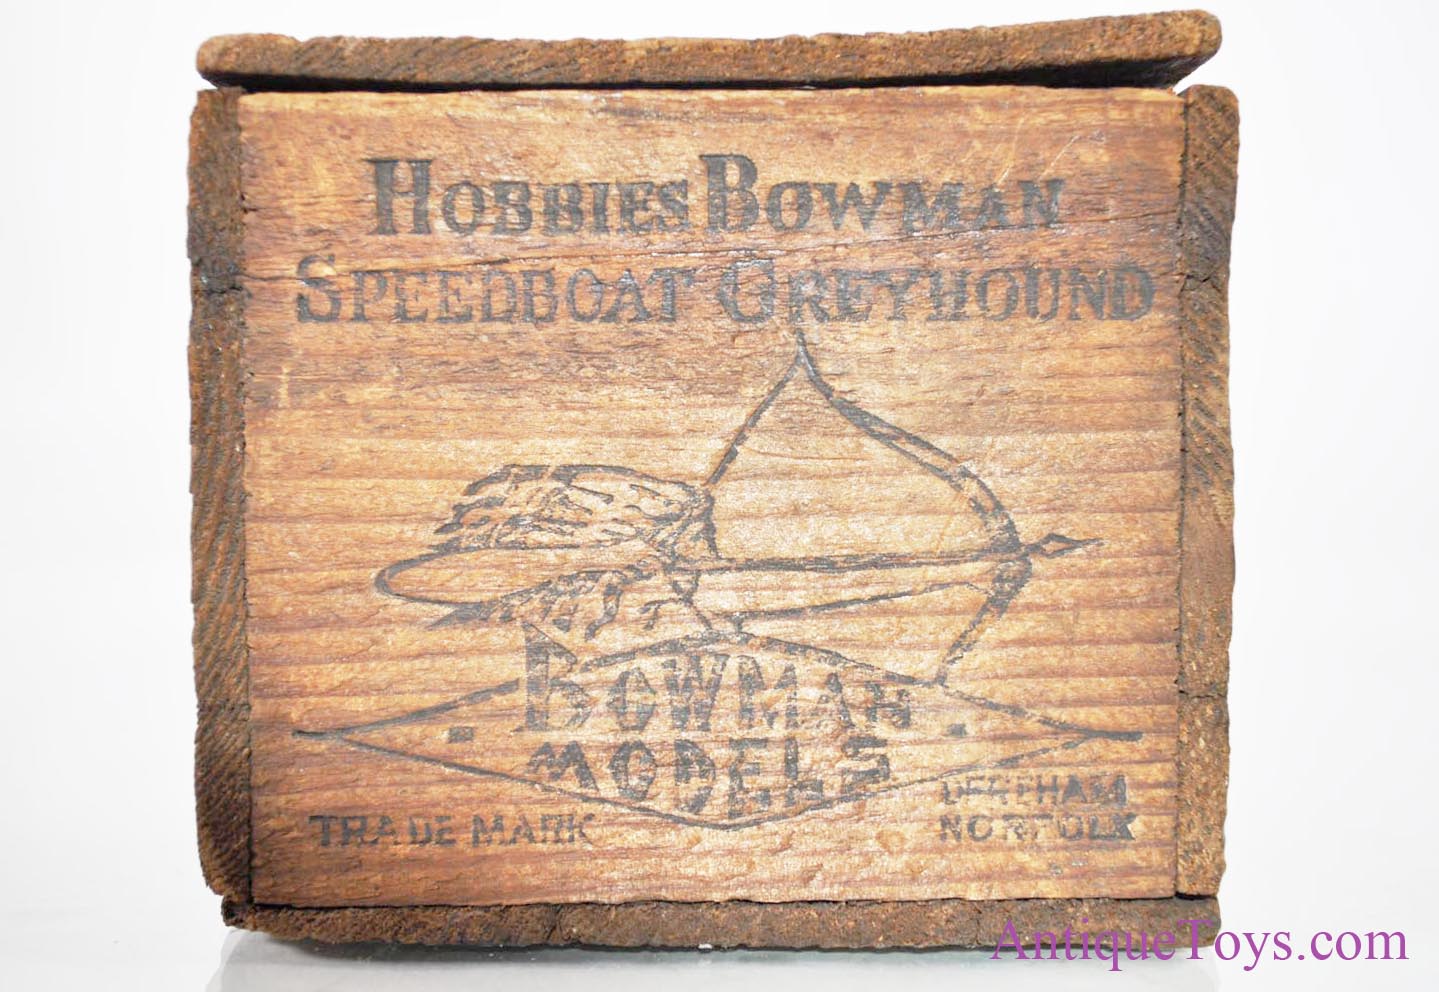 HOBBIES BOWMAN
SPEEDBOAT GREYHOUND
BOWMAN
MODELS
TRADE MARK
DEREHAM
NORFOLK
AntiqueToys.com